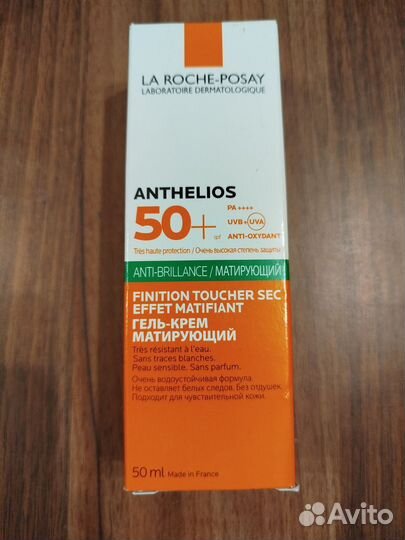 LA ROCHE-POSAY
LABORATOIRE DERMATOLOGIQUE
ANTHELIOS
50+ spf
PA ++++
UVB+UVA
ANTI-OXYDANT
Très haute protection / Очень высокая степень защиты
ANTI-BRILLANCE / МАТИРУЮЩИЙ
FINITION TOUCHER SEC
EFFET MATIFIANT
ГЕЛЬ-КРЕМ
МАТИРУЮЩИЙ
Très résistant à l'eau.
Sans traces blanches.
Peau sensible. Sans parfum.
Очень водоустойчивая формула.
Не оставляет белых следов. Без отдушек.
Подходит для чувствительной кожи.
50 ml Made in France
Avito